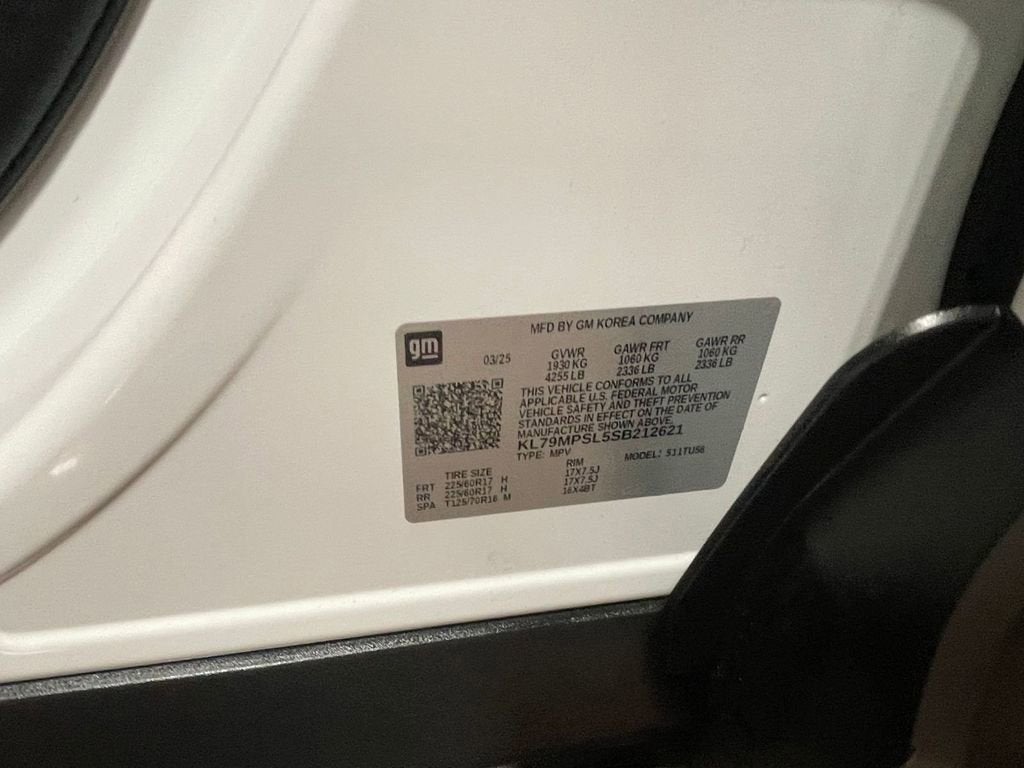 gm
MFD BY GM KOREA COMPANY
03/25 GVWR GAWR FRT GAWR RR
1930 KG 1060 KG 1060 KG
4255 LB 2336 LB 2336 LB
THIS VEHICLE CONFORMS TO ALL
APPLICABLE U.S. FEDERAL MOTOR
VEHICLE SAFETY AND THEFT PREVENTION
STANDARDS IN EFFECT ON THE DATE OF
MANUFACTURE SHOWN ABOVE.
KL79MPSL5SB212621
TYPE: MPV MODEL: 511TU56
TIRE SIZE RIM
FRT 225/60R17 H 17X7.5J
RR 225/60R17 H 17X7.5J
SPA T125/70R16 M 16X4BT